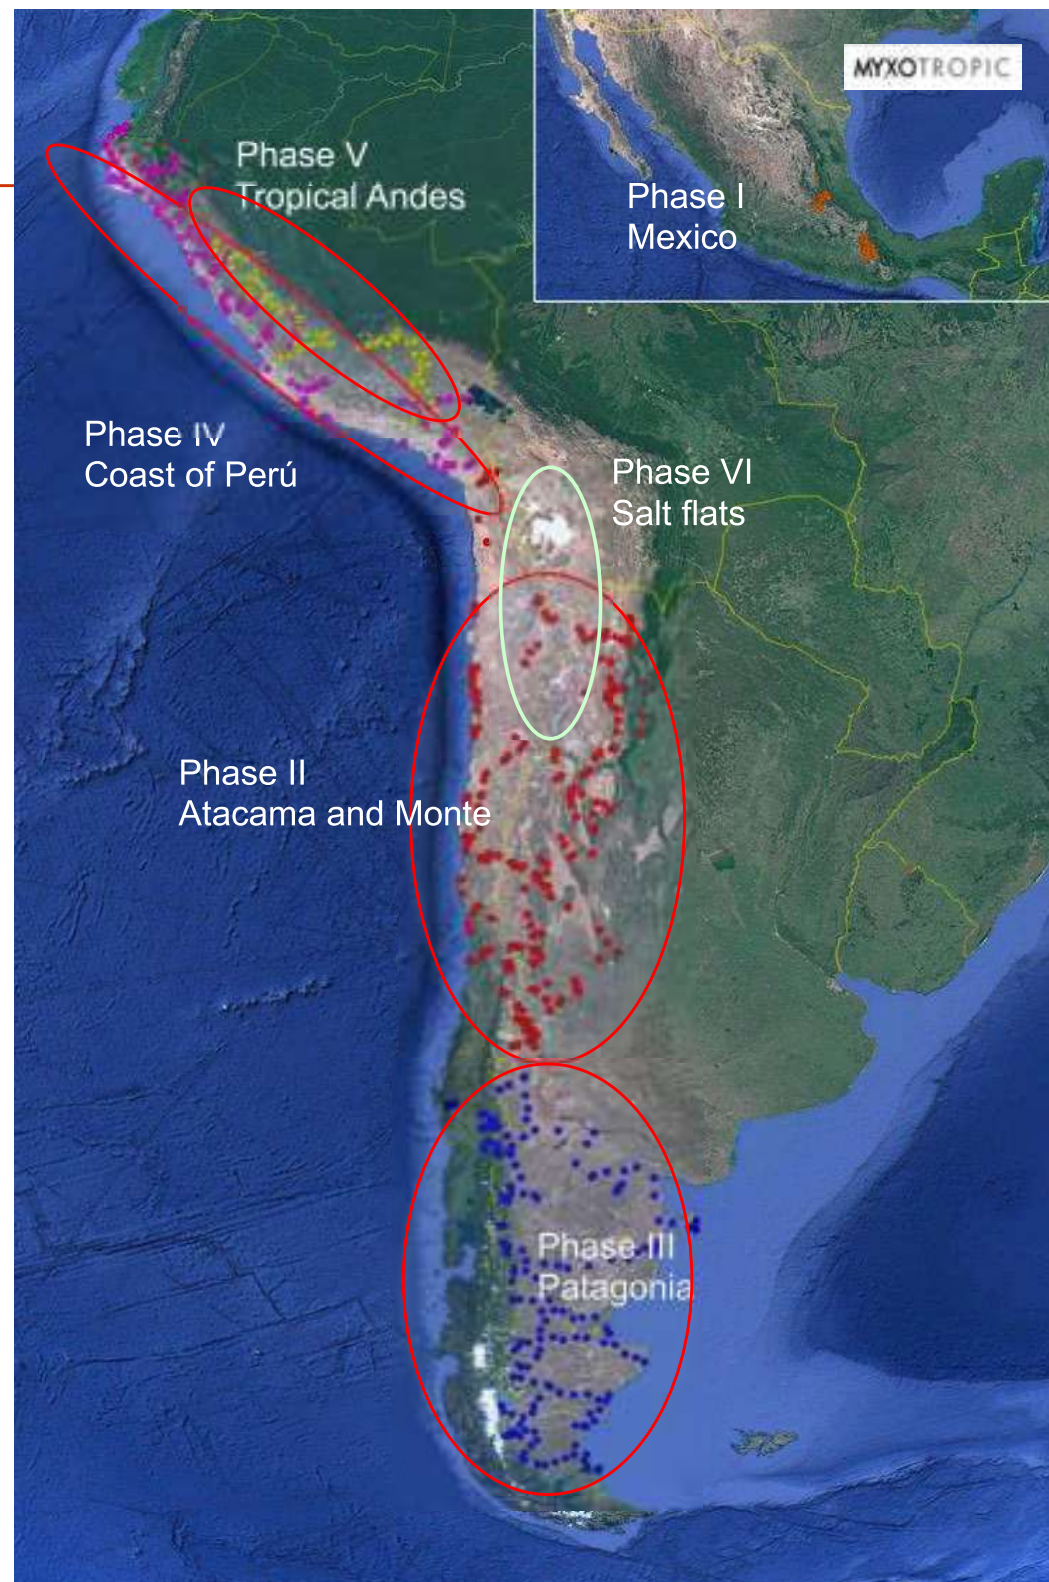 MYXOTROPIC
Phase V
Tropical Andes
Phase I
Mexico
Phase IV
Coast of Perú
Phase VI
Salt flats
Phase II
Atacama and Monte
Phase III
Patagonia